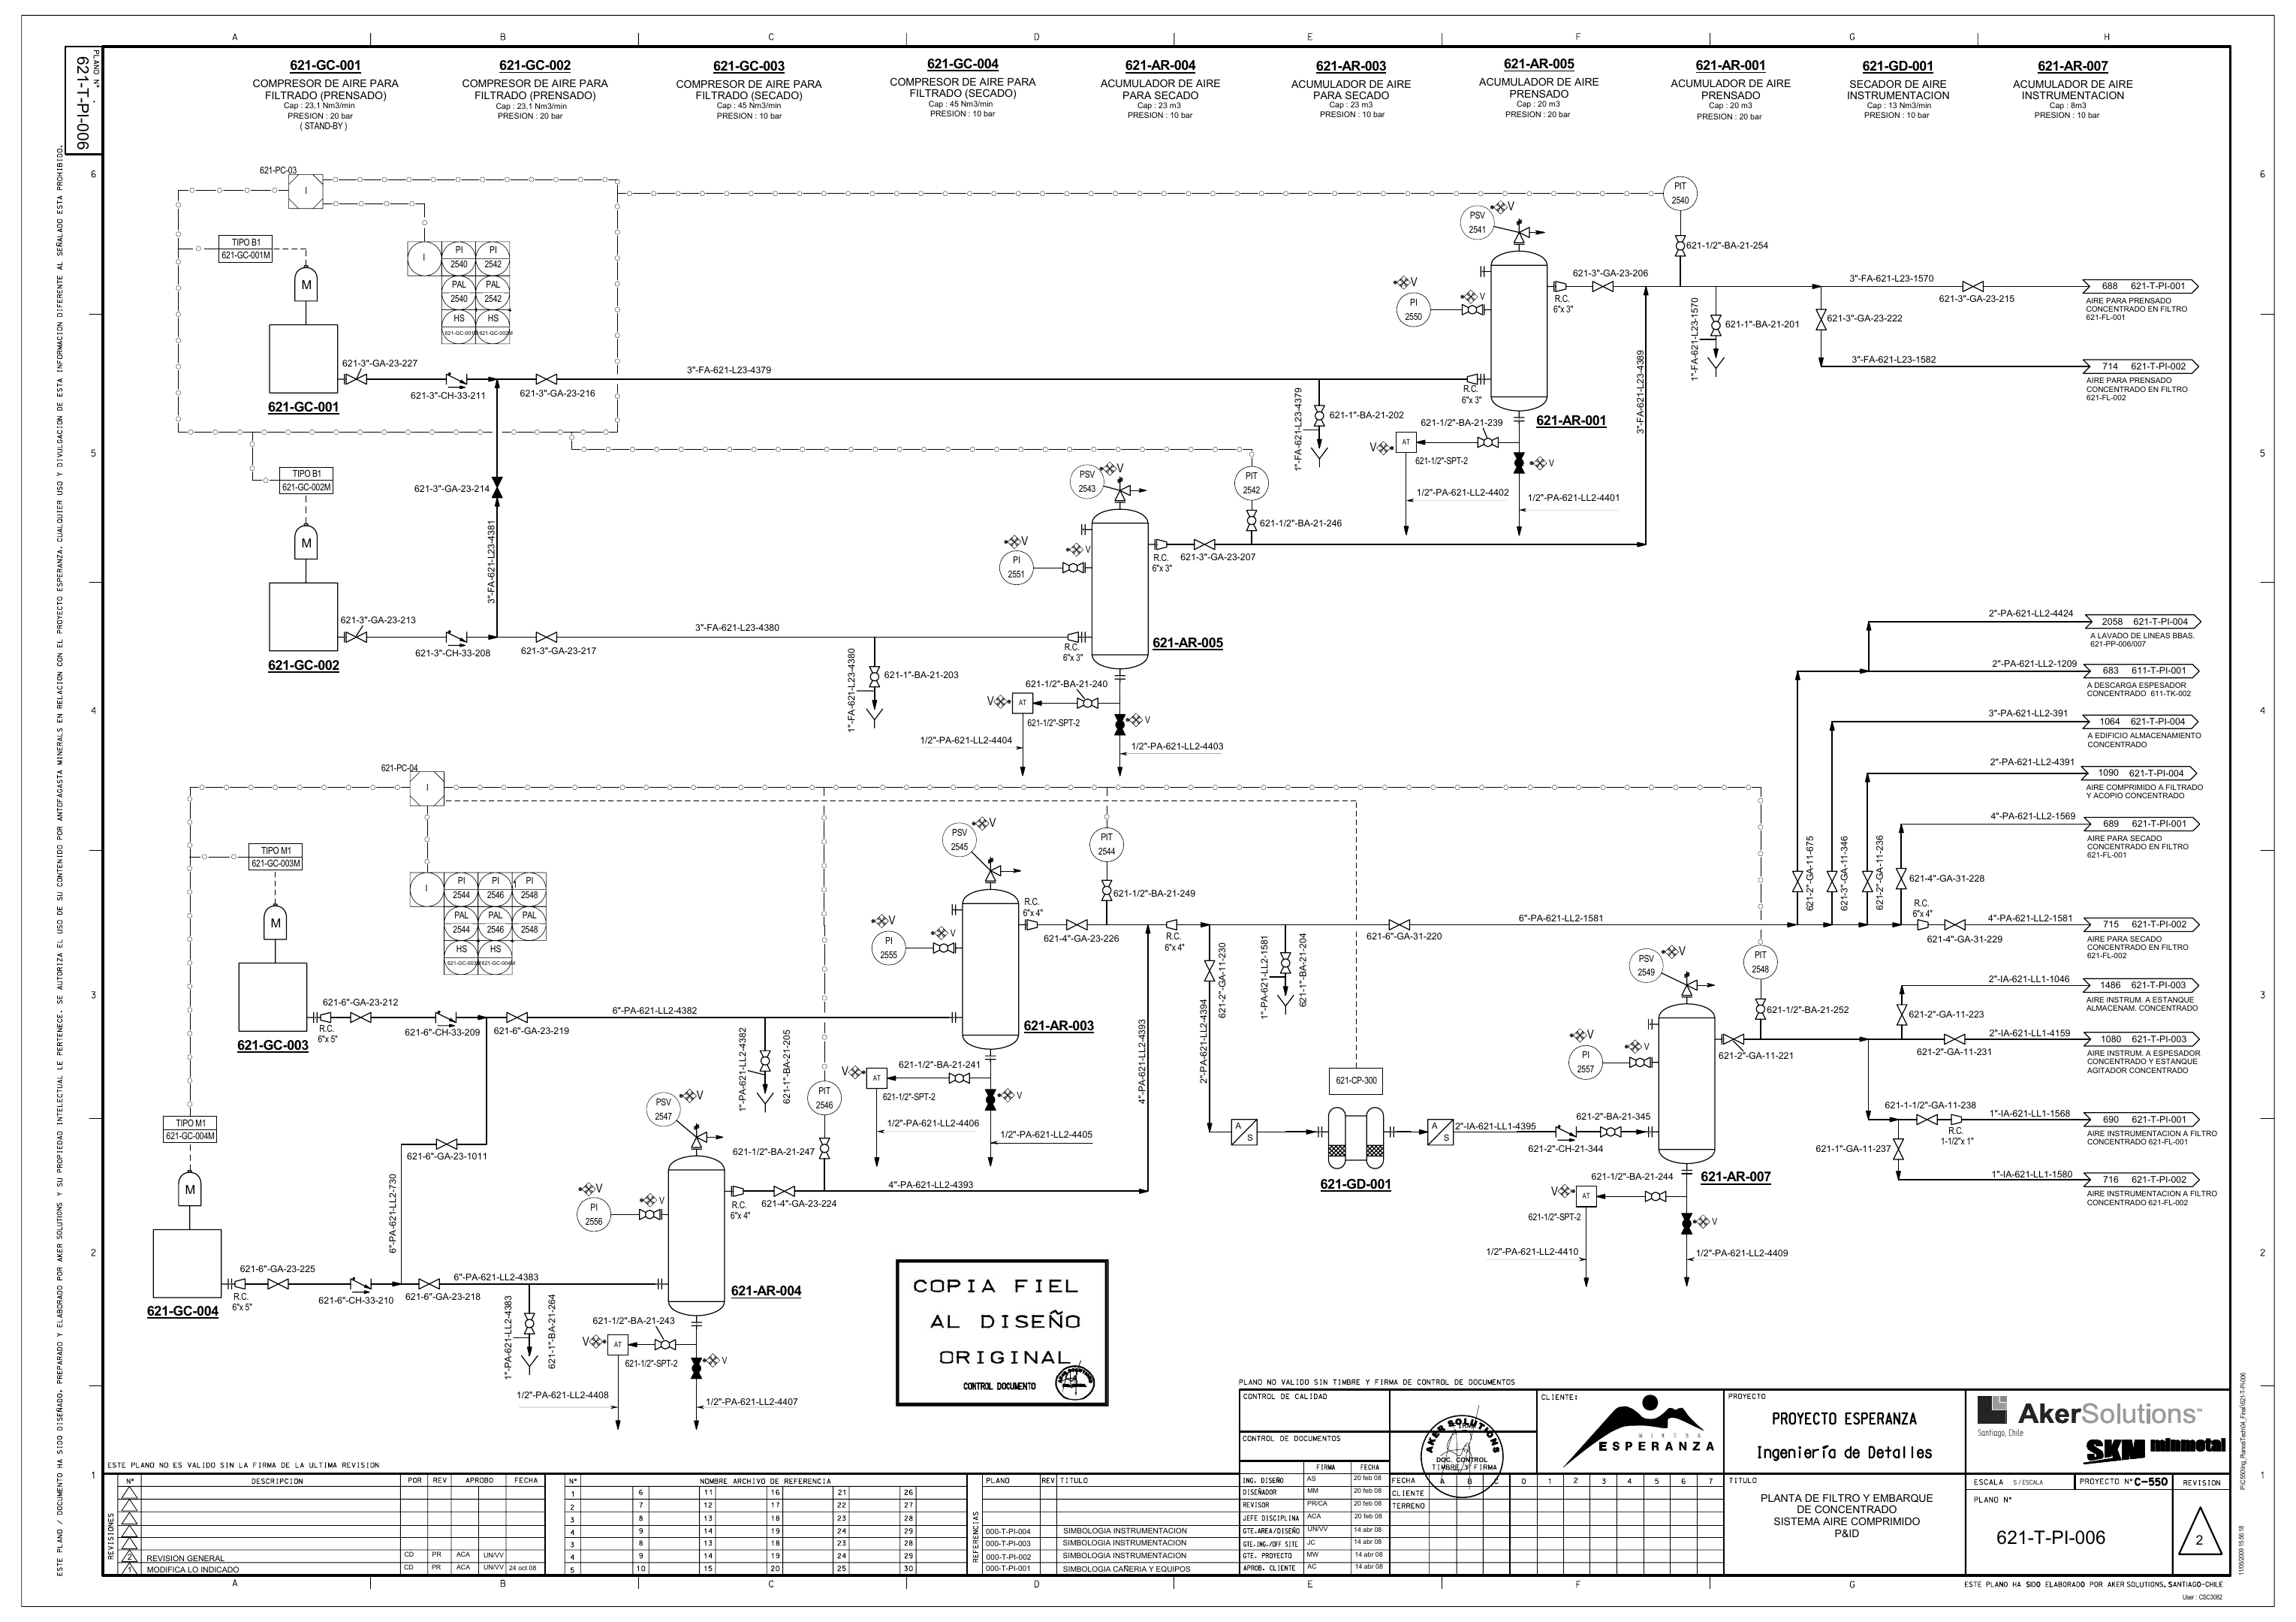 A B C D E F G H
PLANO N°.
621-T-PI-006
621-GC-001
COMPRESOR DE AIRE PARA
FILTRADO (PRENSADO)
Cap : 23,1 Nm3/min
PRESION : 20 bar
( STAND-BY )
621-GC-002
COMPRESOR DE AIRE PARA
FILTRADO (PRENSADO)
Cap : 23,1 Nm3/min
PRESION : 20 bar
621-GC-003
COMPRESOR DE AIRE PARA
FILTRADO (SECADO)
Cap : 45 Nm3/min
PRESION : 10 bar
621-GC-004
COMPRESOR DE AIRE PARA
FILTRADO (SECADO)
Cap : 45 Nm3/min
PRESION : 10 bar
621-AR-004
ACUMULADOR DE AIRE
PARA SECADO
Cap : 23 m3
PRESION : 10 bar
621-AR-003
ACUMULADOR DE AIRE
PARA SECADO
Cap : 23 m3
PRESION : 10 bar
621-AR-005
ACUMULADOR DE AIRE
PRENSADO
Cap : 20 m3
PRESION : 20 bar
621-AR-001
ACUMULADOR DE AIRE
PRENSADO
Cap : 20 m3
PRESION : 20 bar
621-GD-001
SECADOR DE AIRE
INSTRUMENTACION
Cap : 13 Nm3/min
PRESION : 10 bar
621-AR-007
ACUMULADOR DE AIRE
INSTRUMENTACION
Cap : 8m3
PRESION : 10 bar
6
5
4
3
2
1
ESTE PLANO / DOCUMENTO HA SIDO DISEÑADO, PREPARADO Y ELABORADO POR AKER SOLUTIONS Y SU PROPIEDAD INTELECTUAL LE PERTENECE. SE AUTORIZA EL USO DE SU CONTENIDO POR ANTOFAGASTA MINERALS EN RELACION CON EL PROYECTO ESPERANZA. CUALQUIER USO Y DIVULGACION DE ESTA INFORMACION DIFERENTE AL SEÑALADO ESTA PROHIBIDO.
621-PC-03
I
TIPO B1
621-GC-001M
M
I
PI 2540
PI 2542
PAL 2540
PAL 2542
HS
HS
621-3"-GA-23-227
621-3"-CH-33-211
621-3"-GA-23-216
621-GC-001
3"-FA-621-L23-4379
TIPO B1
621-GC-002M
M
621-3"-GA-23-214
3"-FA-621-L23-4381
621-3"-GA-23-213
621-3"-CH-33-208
621-3"-GA-23-217
621-GC-002
3"-FA-621-L23-4380
1"-FA-621-L23-4380
621-1"-BA-21-203
PSV 2543
V
PI 2551
V
V
R.C.
6"x 3"
R.C.
6"x 3"
621-AR-005
621-1/2"-BA-21-240
V
AT
621-1/2"-SPT-2
V
1/2"-PA-621-LL2-4404
1/2"-PA-621-LL2-4403
PIT 2542
621-1/2"-BA-21-246
621-3"-GA-23-207
1"-FA-621-L23-4379
621-1"-BA-21-202
PSV 2541
V
PI 2550
V
V
R.C.
6"x 3"
R.C.
6"x 3"
621-AR-001
621-1/2"-BA-21-239
V
AT
621-1/2"-SPT-2
V
1/2"-PA-621-LL2-4402
1/2"-PA-621-LL2-4401
621-3"-GA-23-206
3"-FA-621-L23-4389
PIT 2540
621-1/2"-BA-21-254
1"-FA-621-L23-1570
621-1"-BA-21-201
3"-FA-621-L23-1570
621-3"-GA-23-222
621-3"-GA-23-215
3"-FA-621-L23-1582
688 621-T-PI-001
AIRE PARA PRENSADO
CONCENTRADO EN FILTRO
621-FL-001
714 621-T-PI-002
AIRE PARA PRENSADO
CONCENTRADO EN FILTRO
621-FL-002
2"-PA-621-LL2-4424
2058 621-T-PI-004
A LAVADO DE LINEAS BBAS.
621-PP-006/007
2"-PA-621-LL2-1209
683 611-T-PI-001
A DESCARGA ESPESADOR
CONCENTRADO 611-TK-002
3"-PA-621-LL2-391
1064 621-T-PI-004
A EDIFICIO ALMACENAMIENTO
CONCENTRADO
2"-PA-621-LL2-4391
1090 621-T-PI-004
AIRE COMPRIMIDO A FILTRADO
Y ACOPIO CONCENTRADO
4"-PA-621-LL2-1569
689 621-T-PI-001
AIRE PARA SECADO
CONCENTRADO EN FILTRO
621-FL-001
621-2"-GA-11-675
621-3"-GA-11-346
621-2"-GA-11-236
621-4"-GA-31-228
R.C.
6"x 4"
621-4"-GA-31-229
4"-PA-621-LL2-1581
715 621-T-PI-002
AIRE PARA SECADO
CONCENTRADO EN FILTRO
621-FL-002
2"-IA-621-LL1-1046
1486 621-T-PI-003
AIRE INSTRUM. A ESTANQUE
ALMACENAM. CONCENTRADO
621-2"-GA-11-223
2"-IA-621-LL1-4159
1080 621-T-PI-003
AIRE INSTRUM. A ESPESADOR
CONCENTRADO Y ESTANQUE
AGITADOR CONCENTRADO
621-2"-GA-11-231
621-1-1/2"-GA-11-238
R.C.
1-1/2"x 1"
1"-IA-621-LL1-1568
690 621-T-PI-001
AIRE INSTRUMENTACION A FILTRO
CONCENTRADO 621-FL-001
621-1"-GA-11-237
1"-IA-621-LL1-1580
716 621-T-PI-002
AIRE INSTRUMENTACION A FILTRO
CONCENTRADO 621-FL-002
621-PC-04
I
TIPO M1
621-GC-003M
M
I
PI 2544
PI 2546
PI 2548
PAL 2544
PAL 2546
PAL 2548
HS
HS
621-6"-GA-23-212
R.C.
6"x 5"
621-6"-CH-33-209
621-6"-GA-23-219
621-GC-003
6"-PA-621-LL2-4382
1"-PA-621-LL2-4382
621-1"-BA-21-205
PSV 2545
V
PI 2555
V
V
R.C.
6"x 4"
621-AR-003
621-1/2"-BA-21-241
V
AT
621-1/2"-SPT-2
V
1/2"-PA-621-LL2-4406
1/2"-PA-621-LL2-4405
PIT 2544
621-1/2"-BA-21-249
621-4"-GA-23-226
R.C.
6"x 4"
4"-PA-621-LL2-4393
2"-PA-621-LL2-4394
621-2"-GA-11-230
1"-PA-621-LL2-1581
621-1"-BA-21-204
621-6"-GA-31-220
6"-PA-621-LL2-1581
TIPO M1
621-GC-004M
M
6"-PA-621-LL2-730
621-6"-GA-23-1011
621-6"-GA-23-225
R.C.
6"x 5"
621-6"-CH-33-210
621-6"-GA-23-218
621-GC-004
6"-PA-621-LL2-4383
1"-PA-621-LL2-4383
621-1"-BA-21-264
PSV 2547
V
PI 2556
V
V
PIT 2546
621-1/2"-BA-21-247
R.C.
6"x 4"
621-4"-GA-23-224
4"-PA-621-LL2-4393
621-AR-004
621-1/2"-BA-21-243
V
AT
621-1/2"-SPT-2
V
1/2"-PA-621-LL2-4408
1/2"-PA-621-LL2-4407
621-CP-300
A S
A S
621-GD-001
2"-IA-621-LL1-4395
621-2"-CH-21-344
621-2"-BA-21-345
PSV 2549
V
PI 2557
V
V
PIT 2548
621-1/2"-BA-21-252
621-2"-GA-11-221
621-AR-007
621-1/2"-BA-21-244
V
AT
621-1/2"-SPT-2
V
1/2"-PA-621-LL2-4410
1/2"-PA-621-LL2-4409
COPIA FIEL
AL DISEÑO
ORIGINAL
CONTROL DOCUMENTO
PLANO NO VALIDO SIN TIMBRE Y FIRMA DE CONTROL DE DOCUMENTOS
CONTROL DE CALIDAD
CONTROL DE DOCUMENTOS
AKER SOLUTIONS
FIRMA
DOC. CONTROL
TIMBRE Y FIRMA
CLIENTE:
MINERA
ESPERANZA
PROYECTO
PROYECTO ESPERANZA
Ingeniería de Detalles
AkerSolutions™
Santiago, Chile
SKM minmetal
ESTE PLANO NO ES VALIDO SIN LA FIRMA DE LA ULTIMA REVISION
REVISIONES
N° DESCRIPCION POR REV APROBO FECHA
2 REVISION GENERAL CD PR ACA UN/VV
1 MODIFICA LO INDICADO CD PR ACA UN/VV 24 oct 08
N° NOMBRE ARCHIVO DE REFERENCIA
1 6 11 16 21 26
2 7 12 17 22 27
3 8 13 18 23 28
4 9 14 19 24 29
3 8 13 18 23 28
4 9 14 19 24 29
5 10 15 20 25 30
REFERENCIAS
PLANO REV TITULO
000-T-PI-004 SIMBOLOGIA INSTRUMENTACION
000-T-PI-003 SIMBOLOGIA INSTRUMENTACION
000-T-PI-002 SIMBOLOGIA INSTRUMENTACION
000-T-PI-001 SIMBOLOGIA CAÑERIA Y EQUIPOS
FIRMA FECHA
ING. DISEÑO AS 20 feb 08
DISEÑADOR MM 20 feb 08
REVISOR PR/CA 20 feb 08
JEFE DISCIPLINA ACA 20 feb 08
GTE.AREA/DISEÑO UN/VV 14 abr 08
GTE.ING./OFF SITE JC 14 abr 08
GTE. PROYECTO MW 14 abr 08
APROB. CLIENTE AC 14 abr 08
FECHA A B C 0 1 2 3 4 5 6 7
CLIENTE
TERRENO
TITULO
PLANTA DE FILTRO Y EMBARQUE
DE CONCENTRADO
SISTEMA AIRE COMPRIMIDO
P&ID
ESCALA S / ESCALA
PROYECTO N° C-550
REVISION
PLANO N°
621-T-PI-006
2
A B C D E F G
ESTE PLANO HA SIDO ELABORADO POR AKER SOLUTIONS, SANTIAGO-CHILE
User : CSC3082